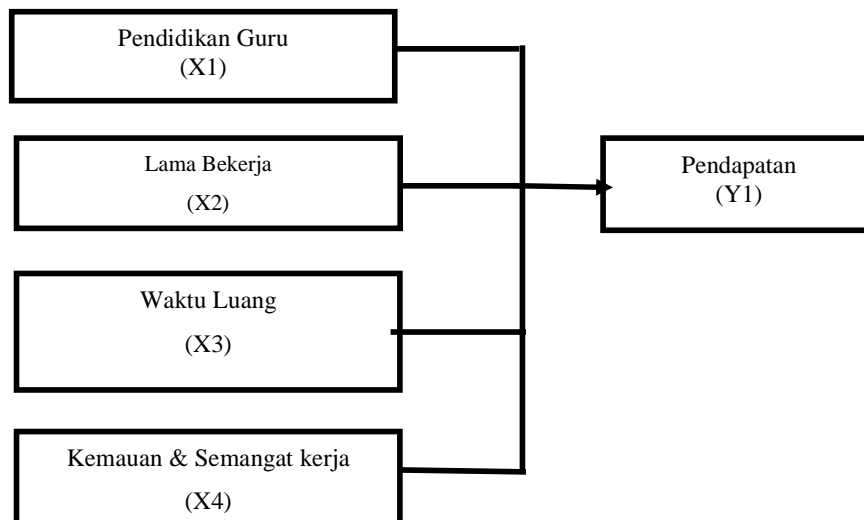 Pendidikan Guru
(X1)
Lama Bekerja
(X2)
Pendapatan
(Y1)
Waktu Luang
(X3)
Kemauan & Semangat kerja
(X4)